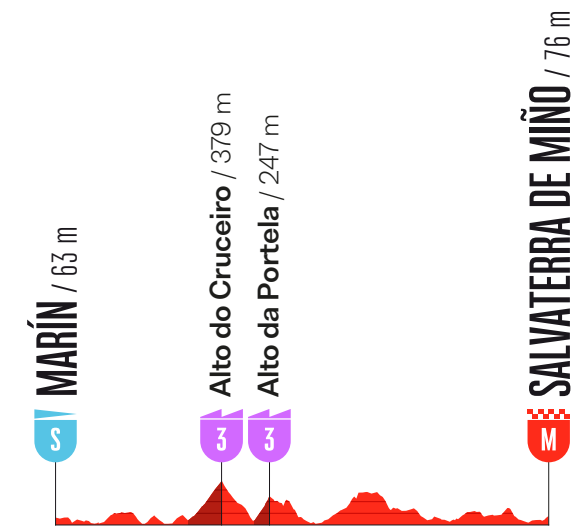 MARÍN / 63 m
Alto do Cruceiro / 379 m
Alto da Portela / 247 m
SALVATERRA DE MIÑO / 76 m
S
3
3
M